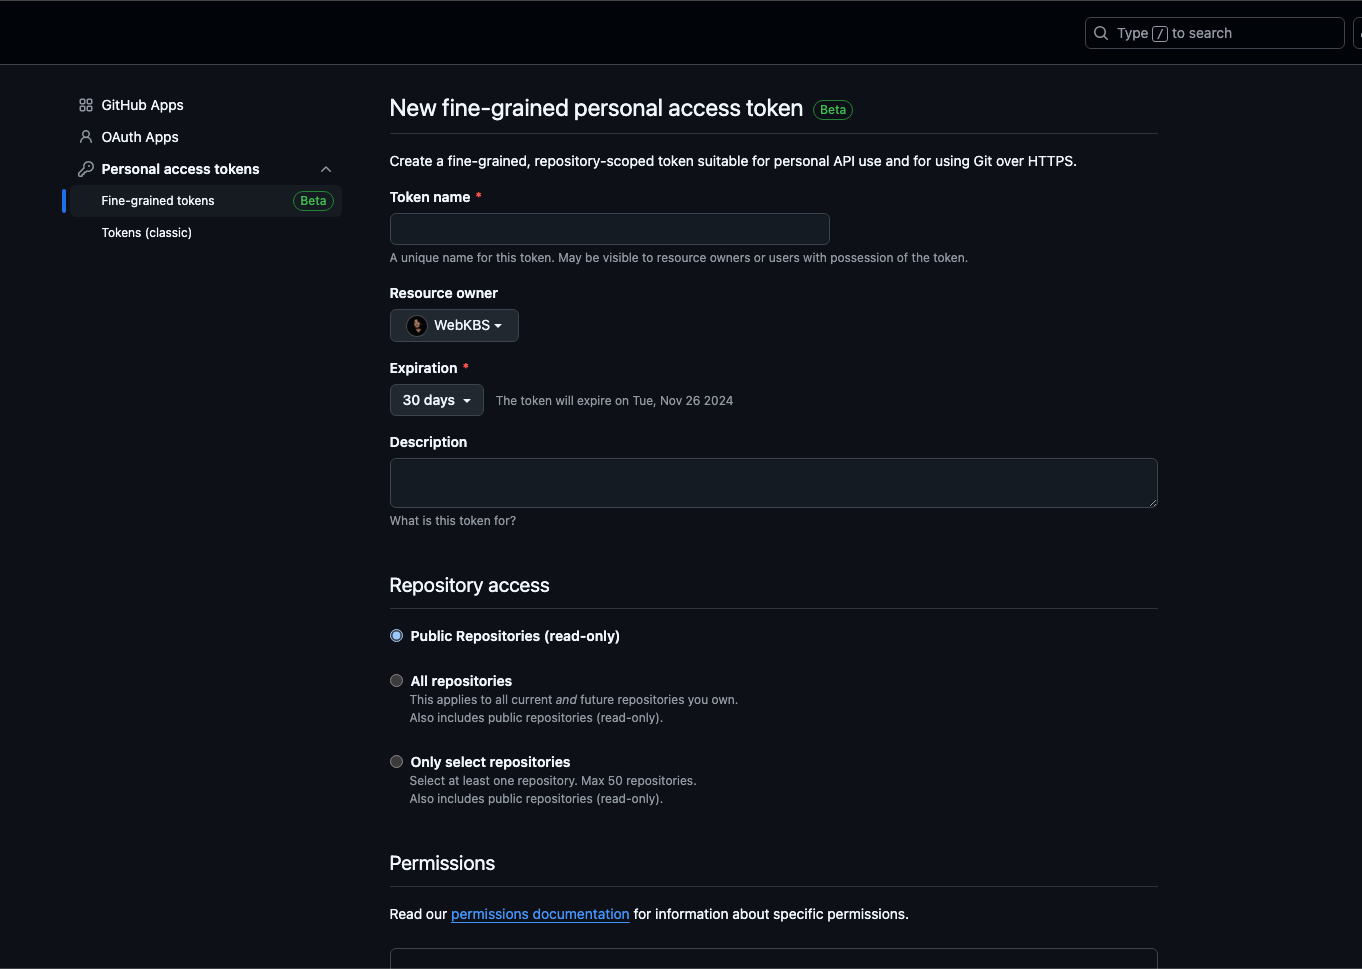 Type / to search
GitHub Apps
OAuth Apps
Personal access tokens
Fine-grained tokens Beta
Tokens (classic)
New fine-grained personal access token Beta
Create a fine-grained, repository-scoped token suitable for personal API use and for using Git over HTTPS.
Token name *
A unique name for this token. May be visible to resource owners or users with possession of the token.
Resource owner
WebKBS
Expiration *
30 days The token will expire on Tue, Nov 26 2024
Description
What is this token for?
Repository access
Public Repositories (read-only)
All repositories
This applies to all current and future repositories you own.
Also includes public repositories (read-only).
Only select repositories
Select at least one repository. Max 50 repositories.
Also includes public repositories (read-only).
Permissions
Read our permissions documentation for information about specific permissions.